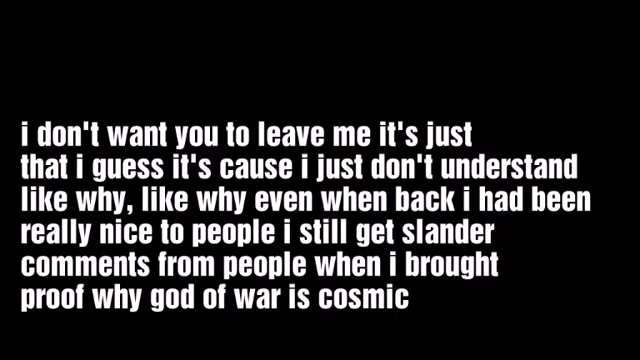 i don't want you to leave me it's just
that i guess it's cause i just don't understand
like why, like why even when back i had been
really nice to people i still get slander
comments from people when i brought
proof why god of war is cosmic